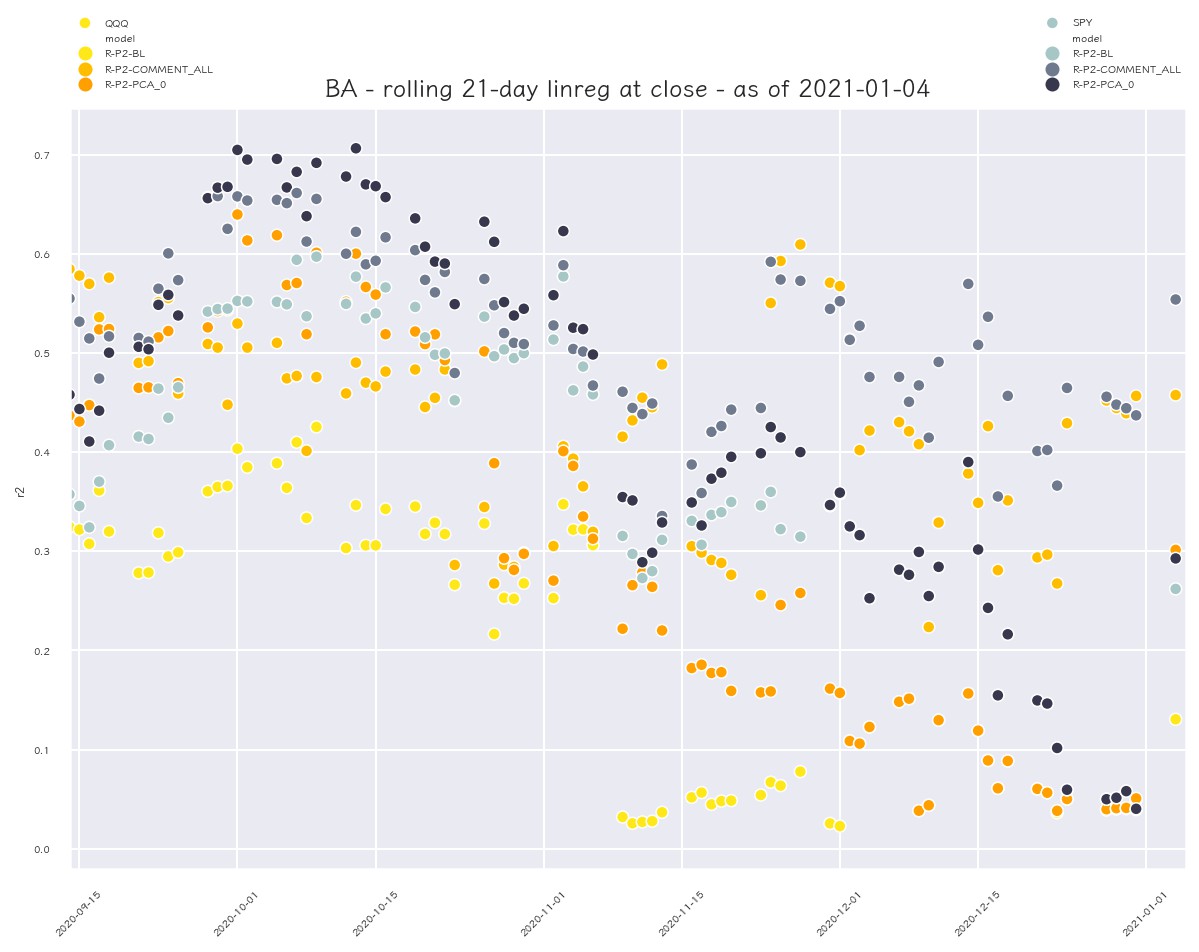 QQQ
model
R-P2-BL
R-P2-COMMENT_ALL
R-P2-PCA_0
SPY
model
R-P2-BL
R-P2-COMMENT_ALL
R-P2-PCA_0
BA - rolling 21-day linreg at close - as of 2021-01-04
0.7
0.6
0.5
0.4
0.3
0.2
0.1
0.0
r2
2020-09-15
2020-10-01
2020-10-15
2020-11-01
2020-11-15
2020-12-01
2020-12-15
2021-01-01